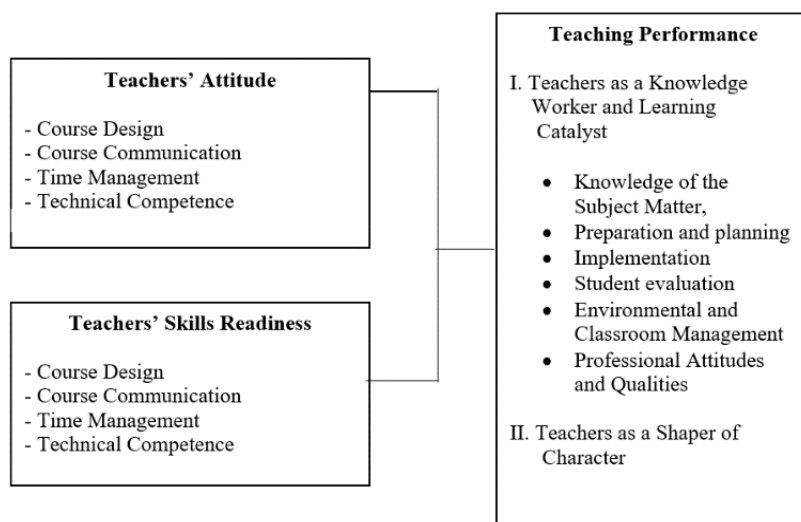 Teachers’ Attitude
- Course Design
- Course Communication
- Time Management
- Technical Competence
Teachers’ Skills Readiness
- Course Design
- Course Communication
- Time Management
- Technical Competence
Teaching Performance
I. Teachers as a Knowledge
Worker and Learning
Catalyst
• Knowledge of the
Subject Matter,
• Preparation and planning
• Implementation
• Student evaluation
• Environmental and
Classroom Management
• Professional Attitudes
and Qualities
II. Teachers as a Shaper of
Character